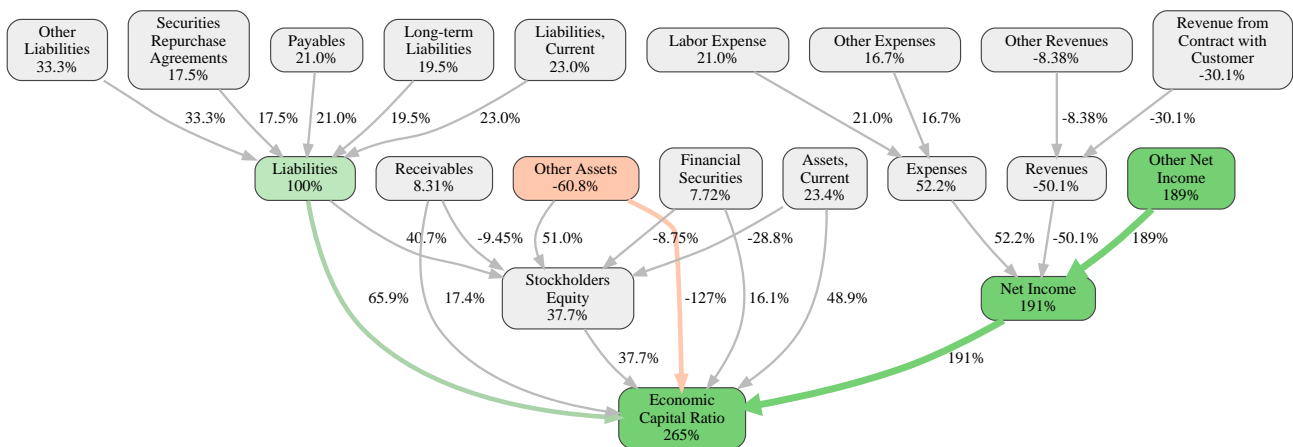 Other
Liabilities
33.3%
Securities
Repurchase
Agreements
17.5%
Payables
21.0%
Long-term
Liabilities
19.5%
Liabilities,
Current
23.0%
Labor Expense
21.0%
Other Expenses
16.7%
Other Revenues
-8.38%
Revenue from
Contract with
Customer
-30.1%
33.3%
17.5%
21.0%
19.5%
23.0%
21.0%
16.7%
-8.38%
-30.1%
Liabilities
100%
Receivables
8.31%
Other Assets
-60.8%
Financial
Securities
7.72%
Assets,
Current
23.4%
Expenses
52.2%
Revenues
-50.1%
Other Net
Income
189%
40.7%
-9.45%
51.0%
-8.75%
-28.8%
52.2%
-50.1%
189%
Stockholders
Equity
37.7%
Net Income
191%
65.9%
17.4%
-127%
16.1%
48.9%
37.7%
191%
Economic
Capital Ratio
265%